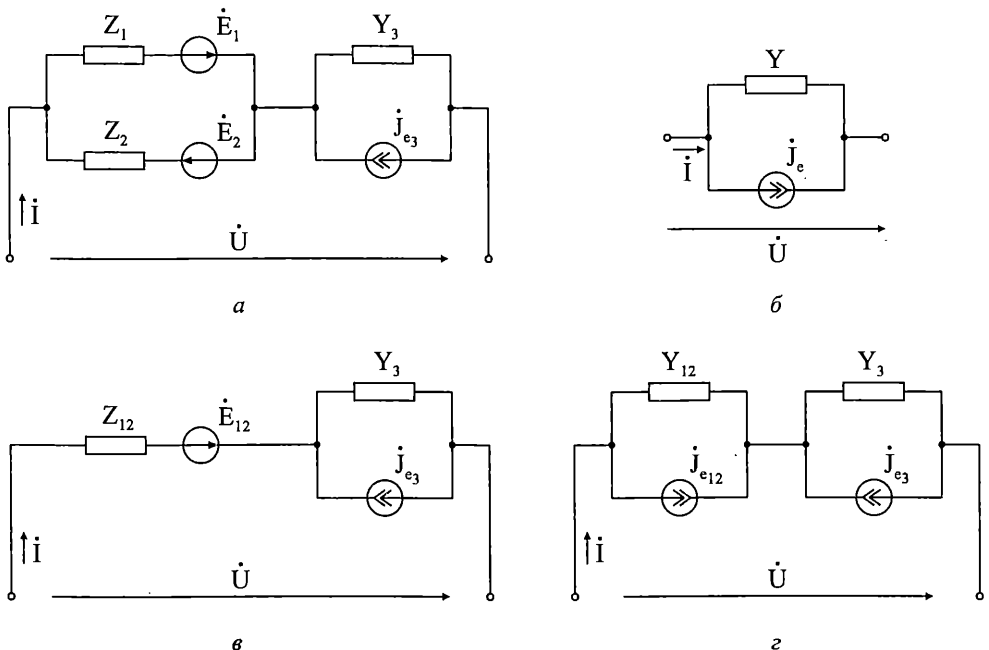 Z₁ Ė₁ Y₃
Z₂ Ė₂ J̇ₑ₃
İ
U̇
а
Y
İ J̇ₑ
U̇
б
Z₁₂ Ė₁₂ Y₃
J̇ₑ₃
İ
U̇
в
Y₁₂ Y₃
J̇ₑ₁₂ J̇ₑ₃
İ
U̇
г